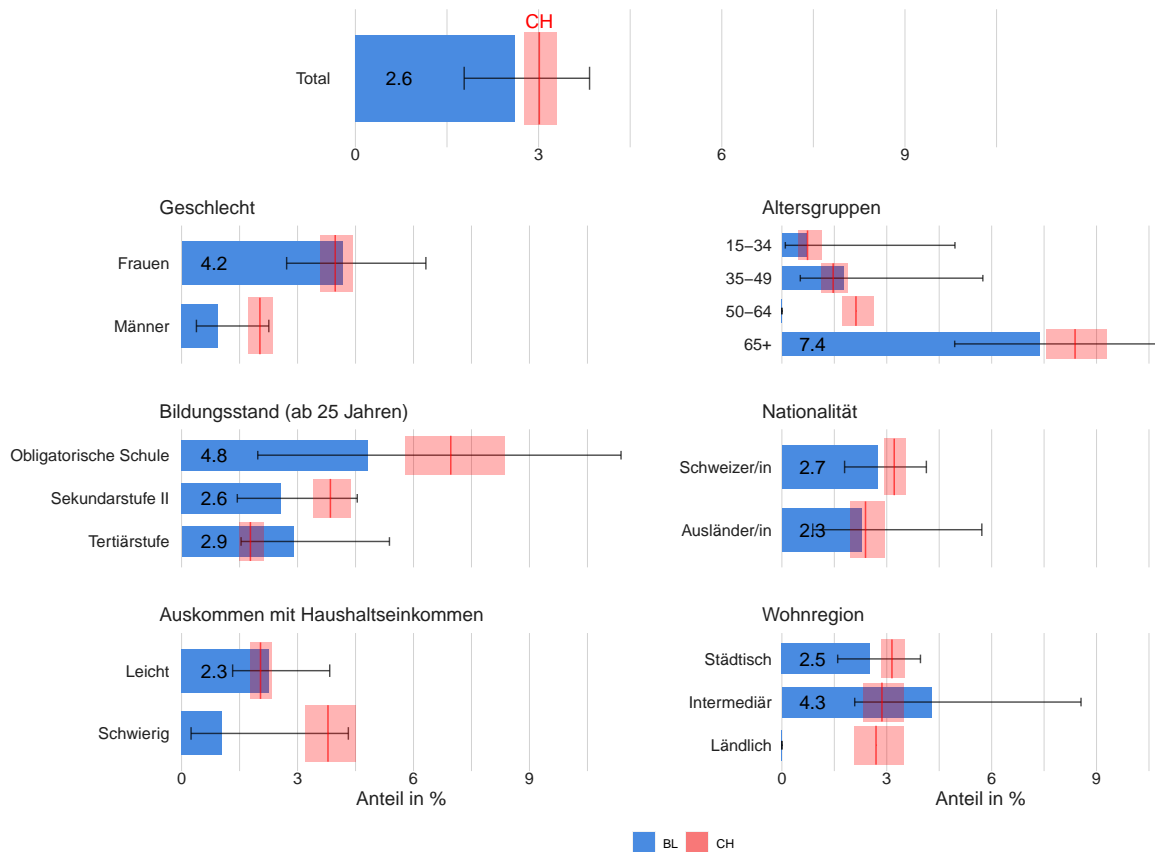 CH
Total
2.6
0 3 6 9
Geschlecht
Frauen
4.2
Männer
Altersgruppen
15–34
35–49
50–64
65+
7.4
Bildungsstand (ab 25 Jahren)
Obligatorische Schule
4.8
Sekundarstufe II
2.6
Tertiärstufe
2.9
Nationalität
Schweizer/in
2.7
Ausländer/in
2.3
Auskommen mit Haushaltseinkommen
Leicht
2.3
Schwierig
0 3 6 9
Anteil in %
Wohnregion
Städtisch
2.5
Intermediär
4.3
Ländlich
0 3 6 9
Anteil in %
BL CH